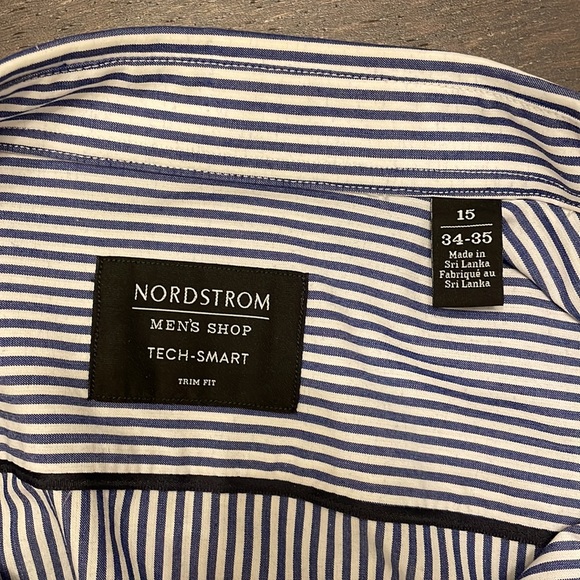 NORDSTROM
MEN'S SHOP
TECH-SMART
TRIM FIT
15
34-35
Made in
Sri Lanka
Fabriqué au
Sri Lanka